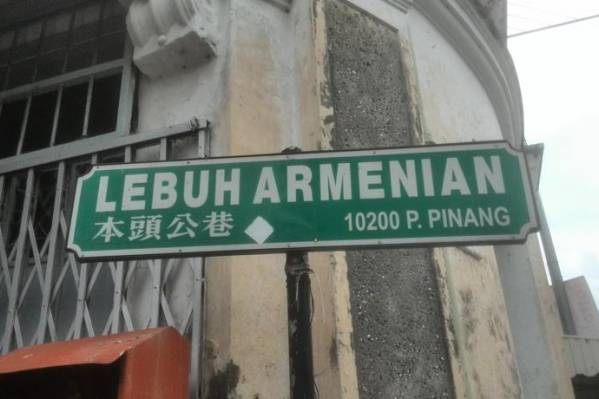 LEBUH ARMENIAN
本頭公巷
10200 P. PINANG